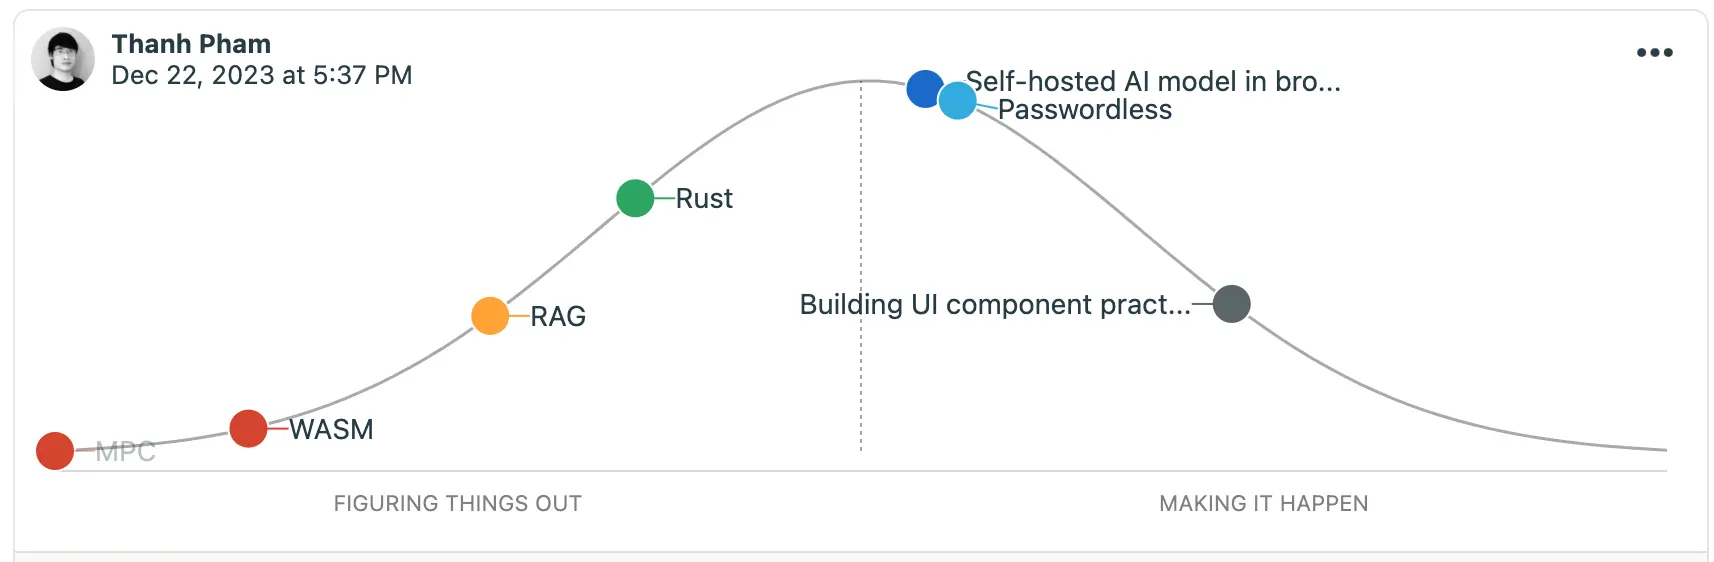 Thanh Pham
Dec 22, 2023 at 5:37 PM
Self-hosted AI model in bro...
Passwordless
Rust
Building UI component pract...
RAG
WASM
MPC
FIGURING THINGS OUT
MAKING IT HAPPEN